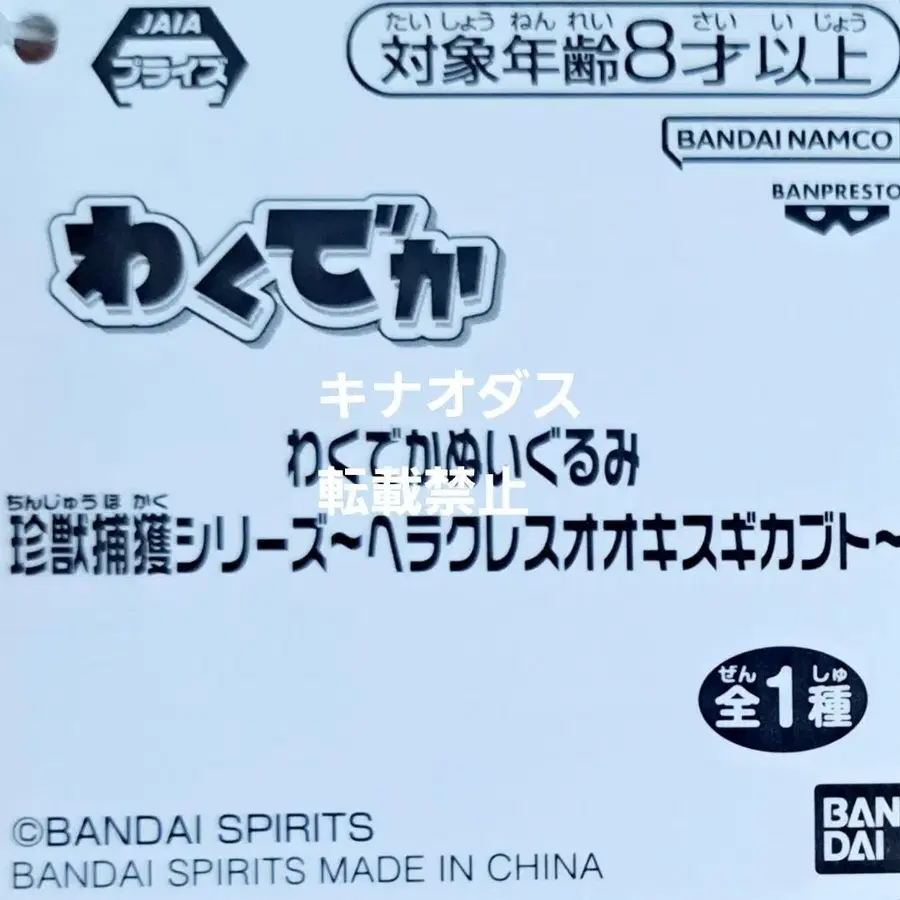 JAIA
プライズ
たいしょうねんれい さいいじょう
対象年齢8才以上
BANDAI NAMCO
BANPRESTO
わくでか
キナオダス
わくでかぬいぐるみ
転載禁止
ちんじゅうほかく
珍獣捕獲シリーズ~ヘラクレスオオキスギカブト~
ぜん しゅ
全1種
©BANDAI SPIRITS
BANDAI SPIRITS MADE IN CHINA
BAN
DAI